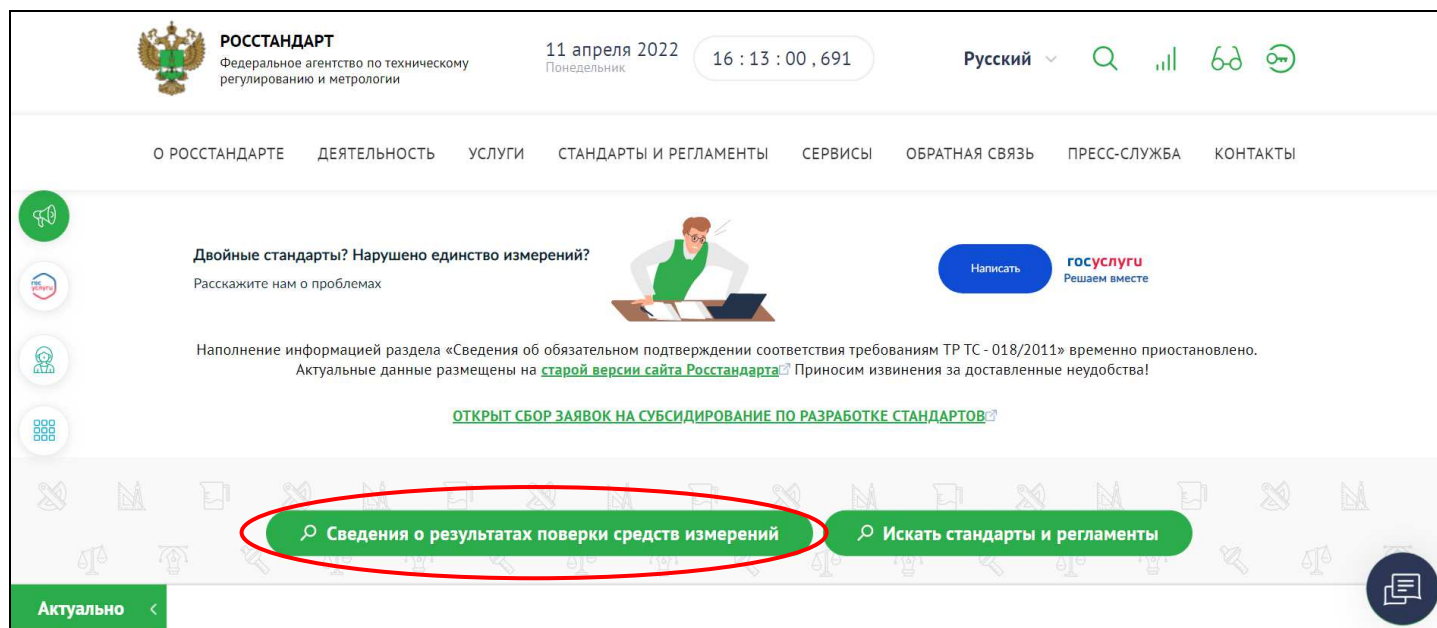 РОССТАНДАРТ
Федеральное агентство по техническому
регулированию и метрологии
11 апреля 2022
Понедельник
16 : 13 : 00 , 691
Русский
О РОССТАНДАРТЕ ДЕЯТЕЛЬНОСТЬ УСЛУГИ СТАНДАРТЫ И РЕГЛАМЕНТЫ СЕРВИСЫ ОБРАТНАЯ СВЯЗЬ ПРЕСС-СЛУЖБА КОНТАКТЫ
Двойные стандарты? Нарушено единство измерений?
Расскажите нам о проблемах
Написать
госуслуги
Решаем вместе
гос
услуги
Наполнение информацией раздела «Сведения об обязательном подтверждении соответствия требованиям ТР ТС - 018/2011» временно приостановлено.
Актуальные данные размещены на старой версии сайта Росстандарта Приносим извинения за доставленные неудобства!
ОТКРЫТ СБОР ЗАЯВОК НА СУБСИДИРОВАНИЕ ПО РАЗРАБОТКЕ СТАНДАРТОВ
Сведения о результатах поверки средств измерений
Искать стандарты и регламенты
Актуально